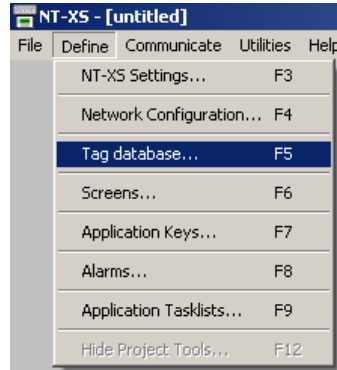 NT-XS - [untitled]
File Define Communicate Utilities Help
NT-XS Settings... F3
Network Configuration... F4
Tag database... F5
Screens... F6
Application Keys... F7
Alarms... F8
Application Tasklists... F9
Hide Project Tools... F12